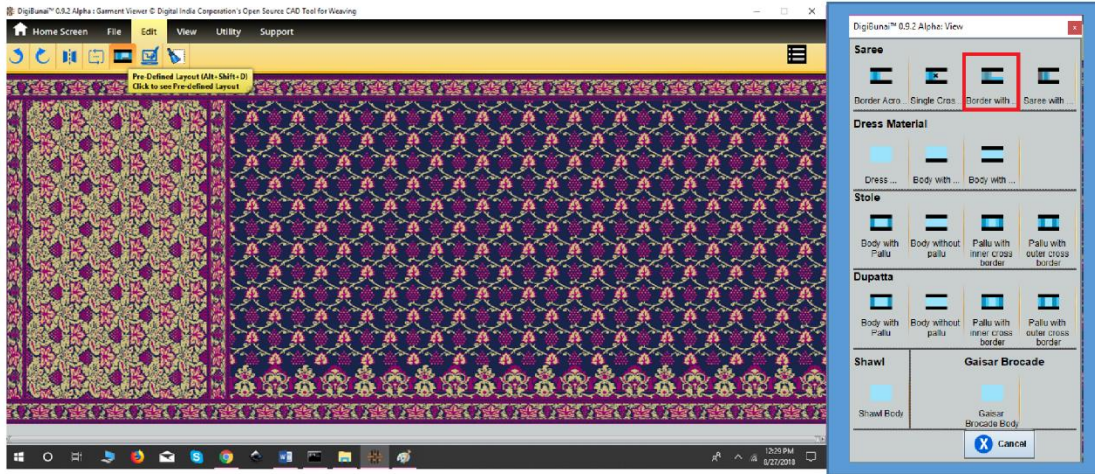 DigiBunai™ 0.9.2 Alpha : Garment Viewer © Digital India Corporation's Open Source CAD Tool for Weaving
Home Screen File Edit View Utility Support
Pre-Defined Layout (Alt+Shift+D)
Click to see Pre-defined Layout
12:29 PM
8/27/2018
DigiBunai™ 0.9.2 Alpha: View
Saree
Border Acro... Single Cros... Border with ... Saree with ...
Dress Material
Dress ... Body with ... Body with ...
Stole
Body with Pallu
Body without pallu
Pallu with inner cross border
Pallu with outer cross border
Dupatta
Body with Pallu
Body without pallu
Pallu with inner cross border
Pallu with outer cross border
Shawl Gaisar Brocade
Shawl Body
Gaisar
Brocade Body
X Cancel